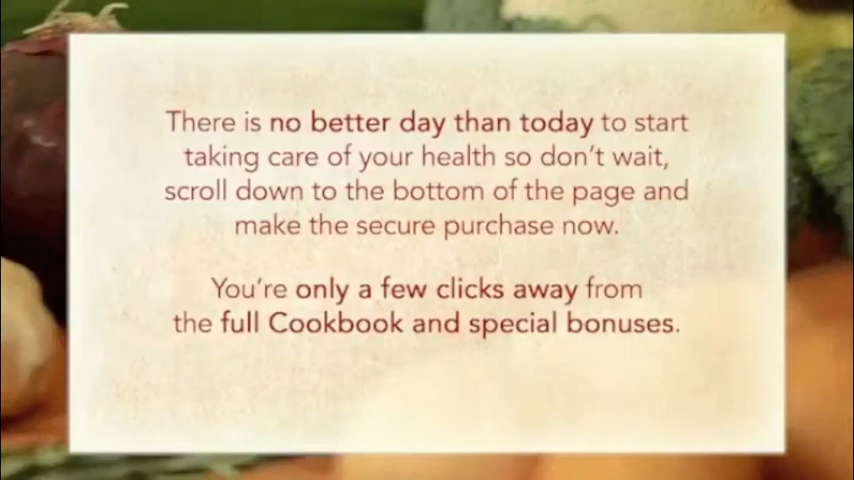 There is no better day than today to start
taking care of your health so don't wait,
scroll down to the bottom of the page and
make the secure purchase now.
You're only a few clicks away from
the full Cookbook and special bonuses.